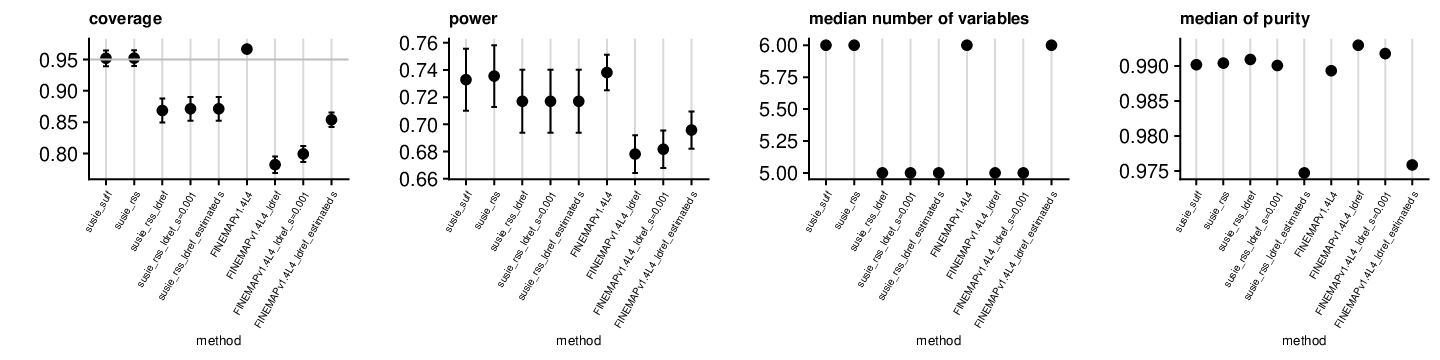 coverage
0.95
0.90
0.85
0.80
susie_suff
susie_rss
susie_rss_ldref
susie_rss_ldref_s=0.001
susie_rss_ldref_estimated s
FINEMAPv1.4L4
FINEMAPv1.4L4_ldref
FINEMAPv1.4L4_ldref_s=0.001
FINEMAPv1.4L4_ldref_estimated s
method
power
0.76
0.74
0.72
0.70
0.68
0.66
susie_suff
susie_rss
susie_rss_ldref
susie_rss_ldref_s=0.001
susie_rss_ldref_estimated s
FINEMAPv1.4L4
FINEMAPv1.4L4_ldref
FINEMAPv1.4L4_ldref_s=0.001
FINEMAPv1.4L4_ldref_estimated s
method
median number of variables
6.00
5.75
5.50
5.25
5.00
susie_suff
susie_rss
susie_rss_ldref
susie_rss_ldref_s=0.001
susie_rss_ldref_estimated s
FINEMAPv1.4L4
FINEMAPv1.4L4_ldref
FINEMAPv1.4L4_ldref_s=0.001
FINEMAPv1.4L4_ldref_estimated s
method
median of purity
0.990
0.985
0.980
0.975
susie_suff
susie_rss
susie_rss_ldref
susie_rss_ldref_s=0.001
susie_rss_ldref_estimated s
FINEMAPv1.4L4
FINEMAPv1.4L4_ldref
FINEMAPv1.4L4_ldref_s=0.001
FINEMAPv1.4L4_ldref_estimated s
method